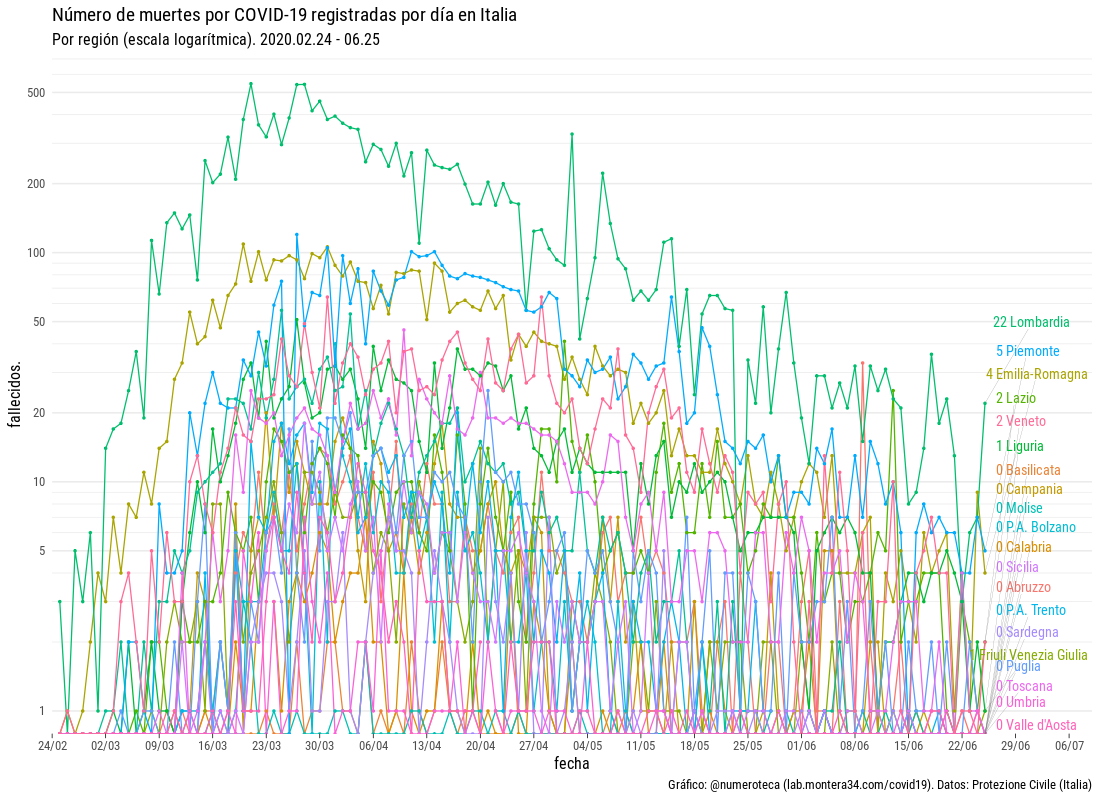 Número de muertes por COVID-19 registradas por día en Italia
Por región (escala logarítmica). 2020.02.24 - 06.25
fallecidos.
500
200
100
50
20
10
5
1
22 Lombardia
5 Piemonte
4 Emilia-Romagna
2 Lazio
2 Veneto
1 Liguria
0 Basilicata
0 Campania
0 Molise
0 P.A. Bolzano
0 Calabria
0 Sicilia
0 Abruzzo
0 P.A. Trento
0 Sardegna
Friuli Venezia Giulia
0 Puglia
0 Toscana
0 Umbria
0 Valle d'Aosta
24/02 02/03 09/03 16/03 23/03 30/03 06/04 13/04 20/04 27/04 04/05 11/05 18/05 25/05 01/06 08/06 15/06 22/06 29/06 06/07
fecha
Gráfico: @numeroteca (lab.montera34.com/covid19). Datos: Protezione Civile (Italia)